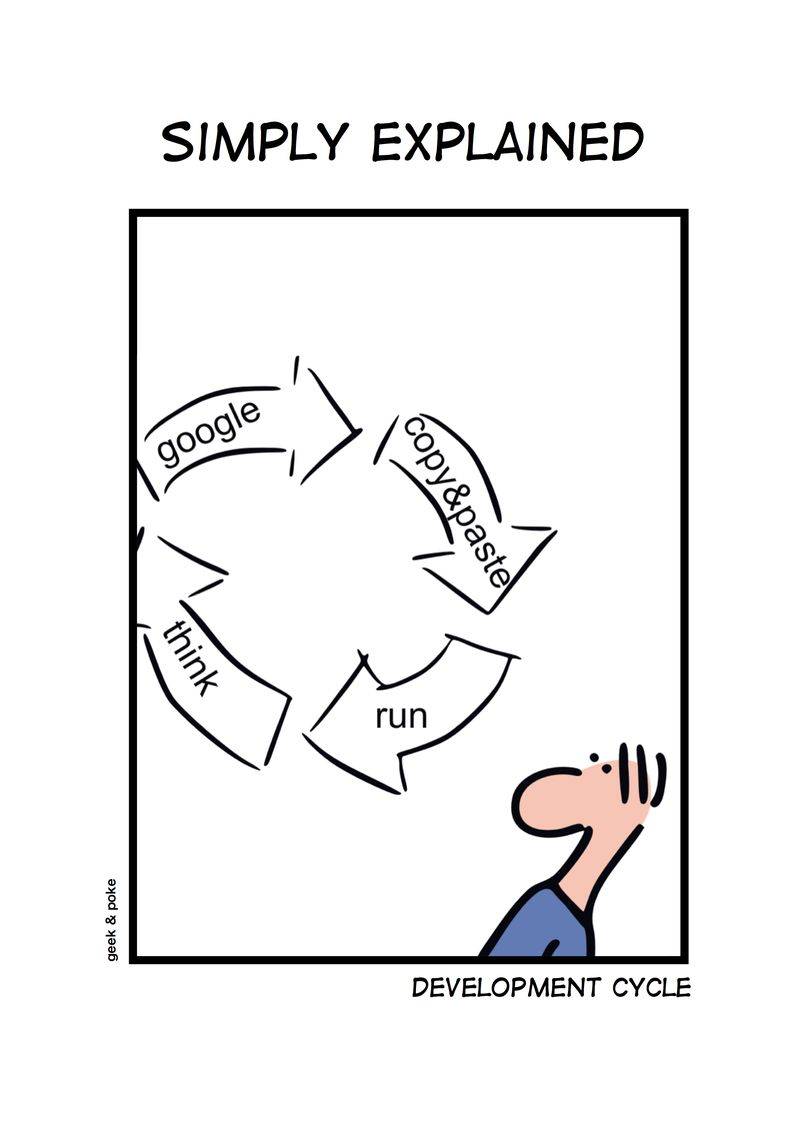 SIMPLY EXPLAINED
google
copy&paste
run
think
geek & poke
DEVELOPMENT CYCLE